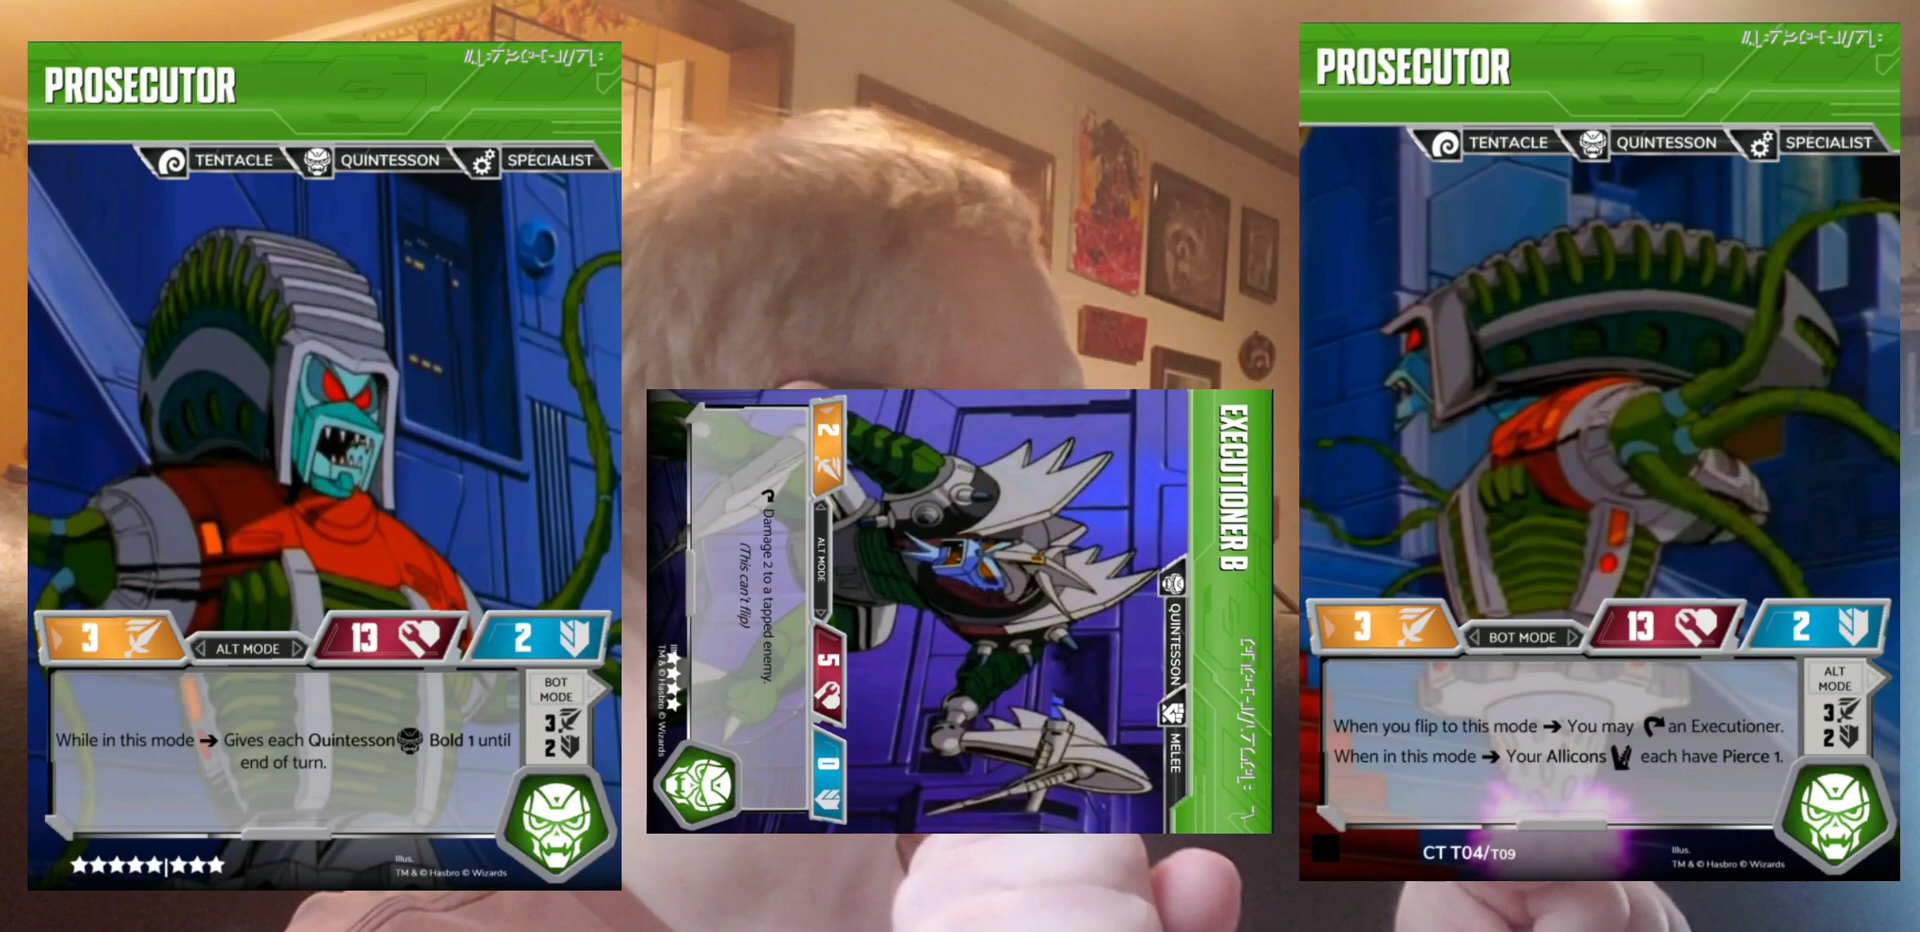 PROSECUTOR
TENTACLE QUINTESSON SPECIALIST
3 ALT MODE 13 2
BOT
MODE
3
2
While in this mode → Gives each Quintesson Bold 1 until
end of turn.
★★★★★|★★★
Illus.
TM & © Hasbro © Wizards
EXECUTIONER B
QUINTESSON MELEE
2 ALT MODE 5 0
Damage 2 to a tapped enemy.
(This can't flip)
★★★★
TM & © Hasbro © Wizards
PROSECUTOR
TENTACLE QUINTESSON SPECIALIST
3 BOT MODE 13 2
ALT
MODE
3
2
When you flip to this mode → You may an Executioner.
When in this mode → Your Allicons each have Pierce 1.
CT T04/T09
Illus.
TM & © Hasbro © Wizards